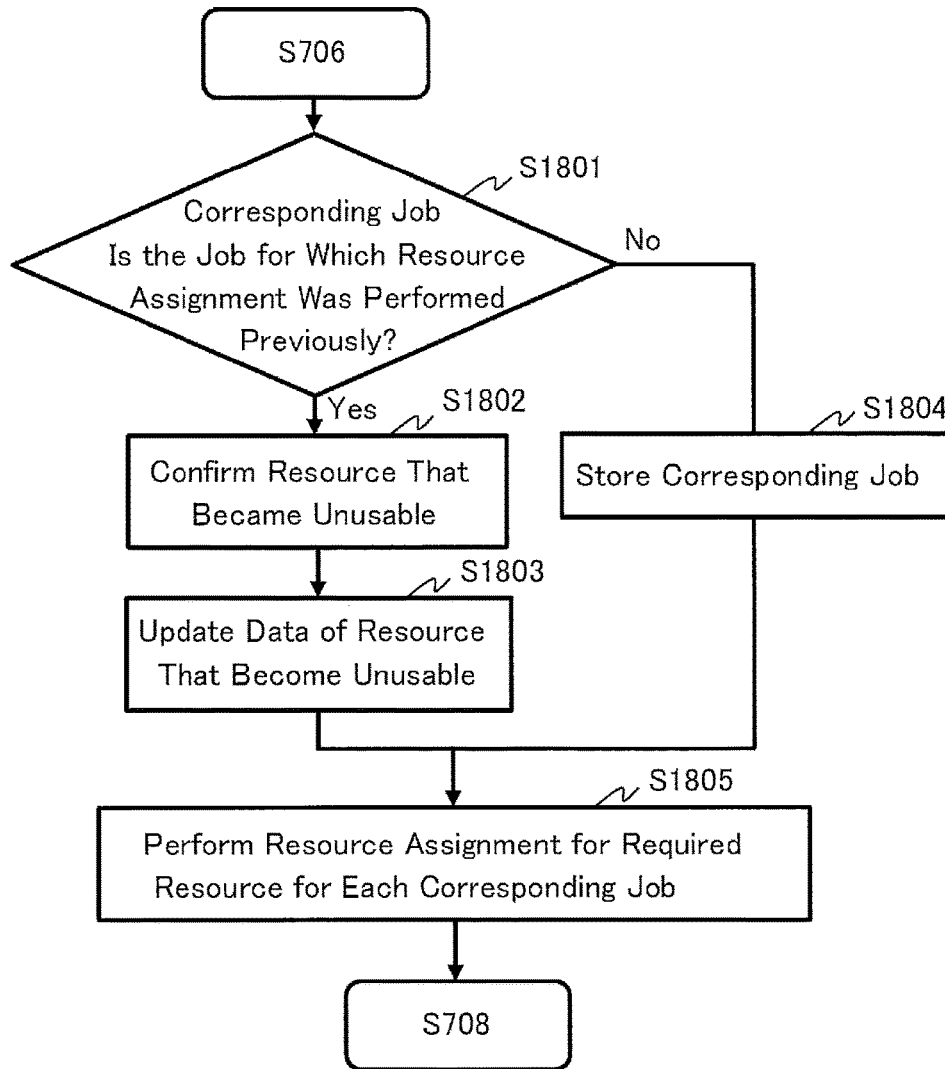 S706
S1801
Corresponding Job
Is the Job for Which Resource
Assignment Was Performed
Previously?
No
Yes
S1802
Confirm Resource That
Became Unusable
S1804
Store Corresponding Job
S1803
Update Data of Resource
That Become Unusable
S1805
Perform Resource Assignment for Required
Resource for Each Corresponding Job
S708